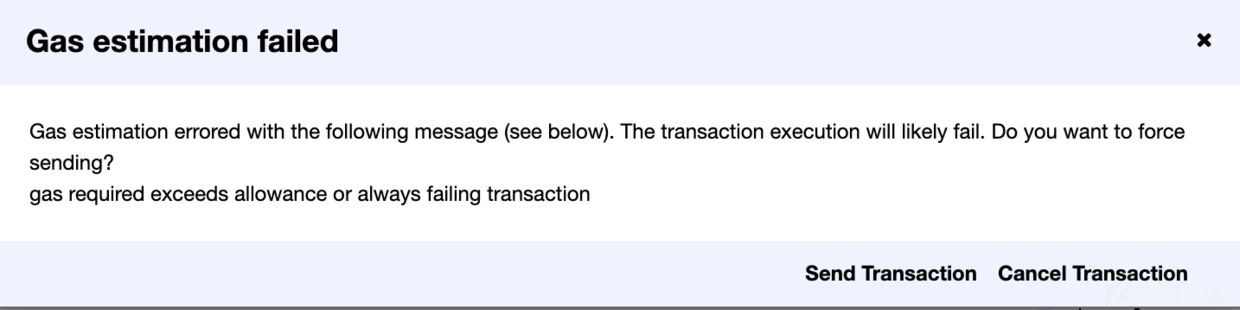 Gas estimation failed
Gas estimation errored with the following message (see below). The transaction execution will likely fail. Do you want to force
sending?
gas required exceeds allowance or always failing transaction
Send Transaction Cancel Transaction